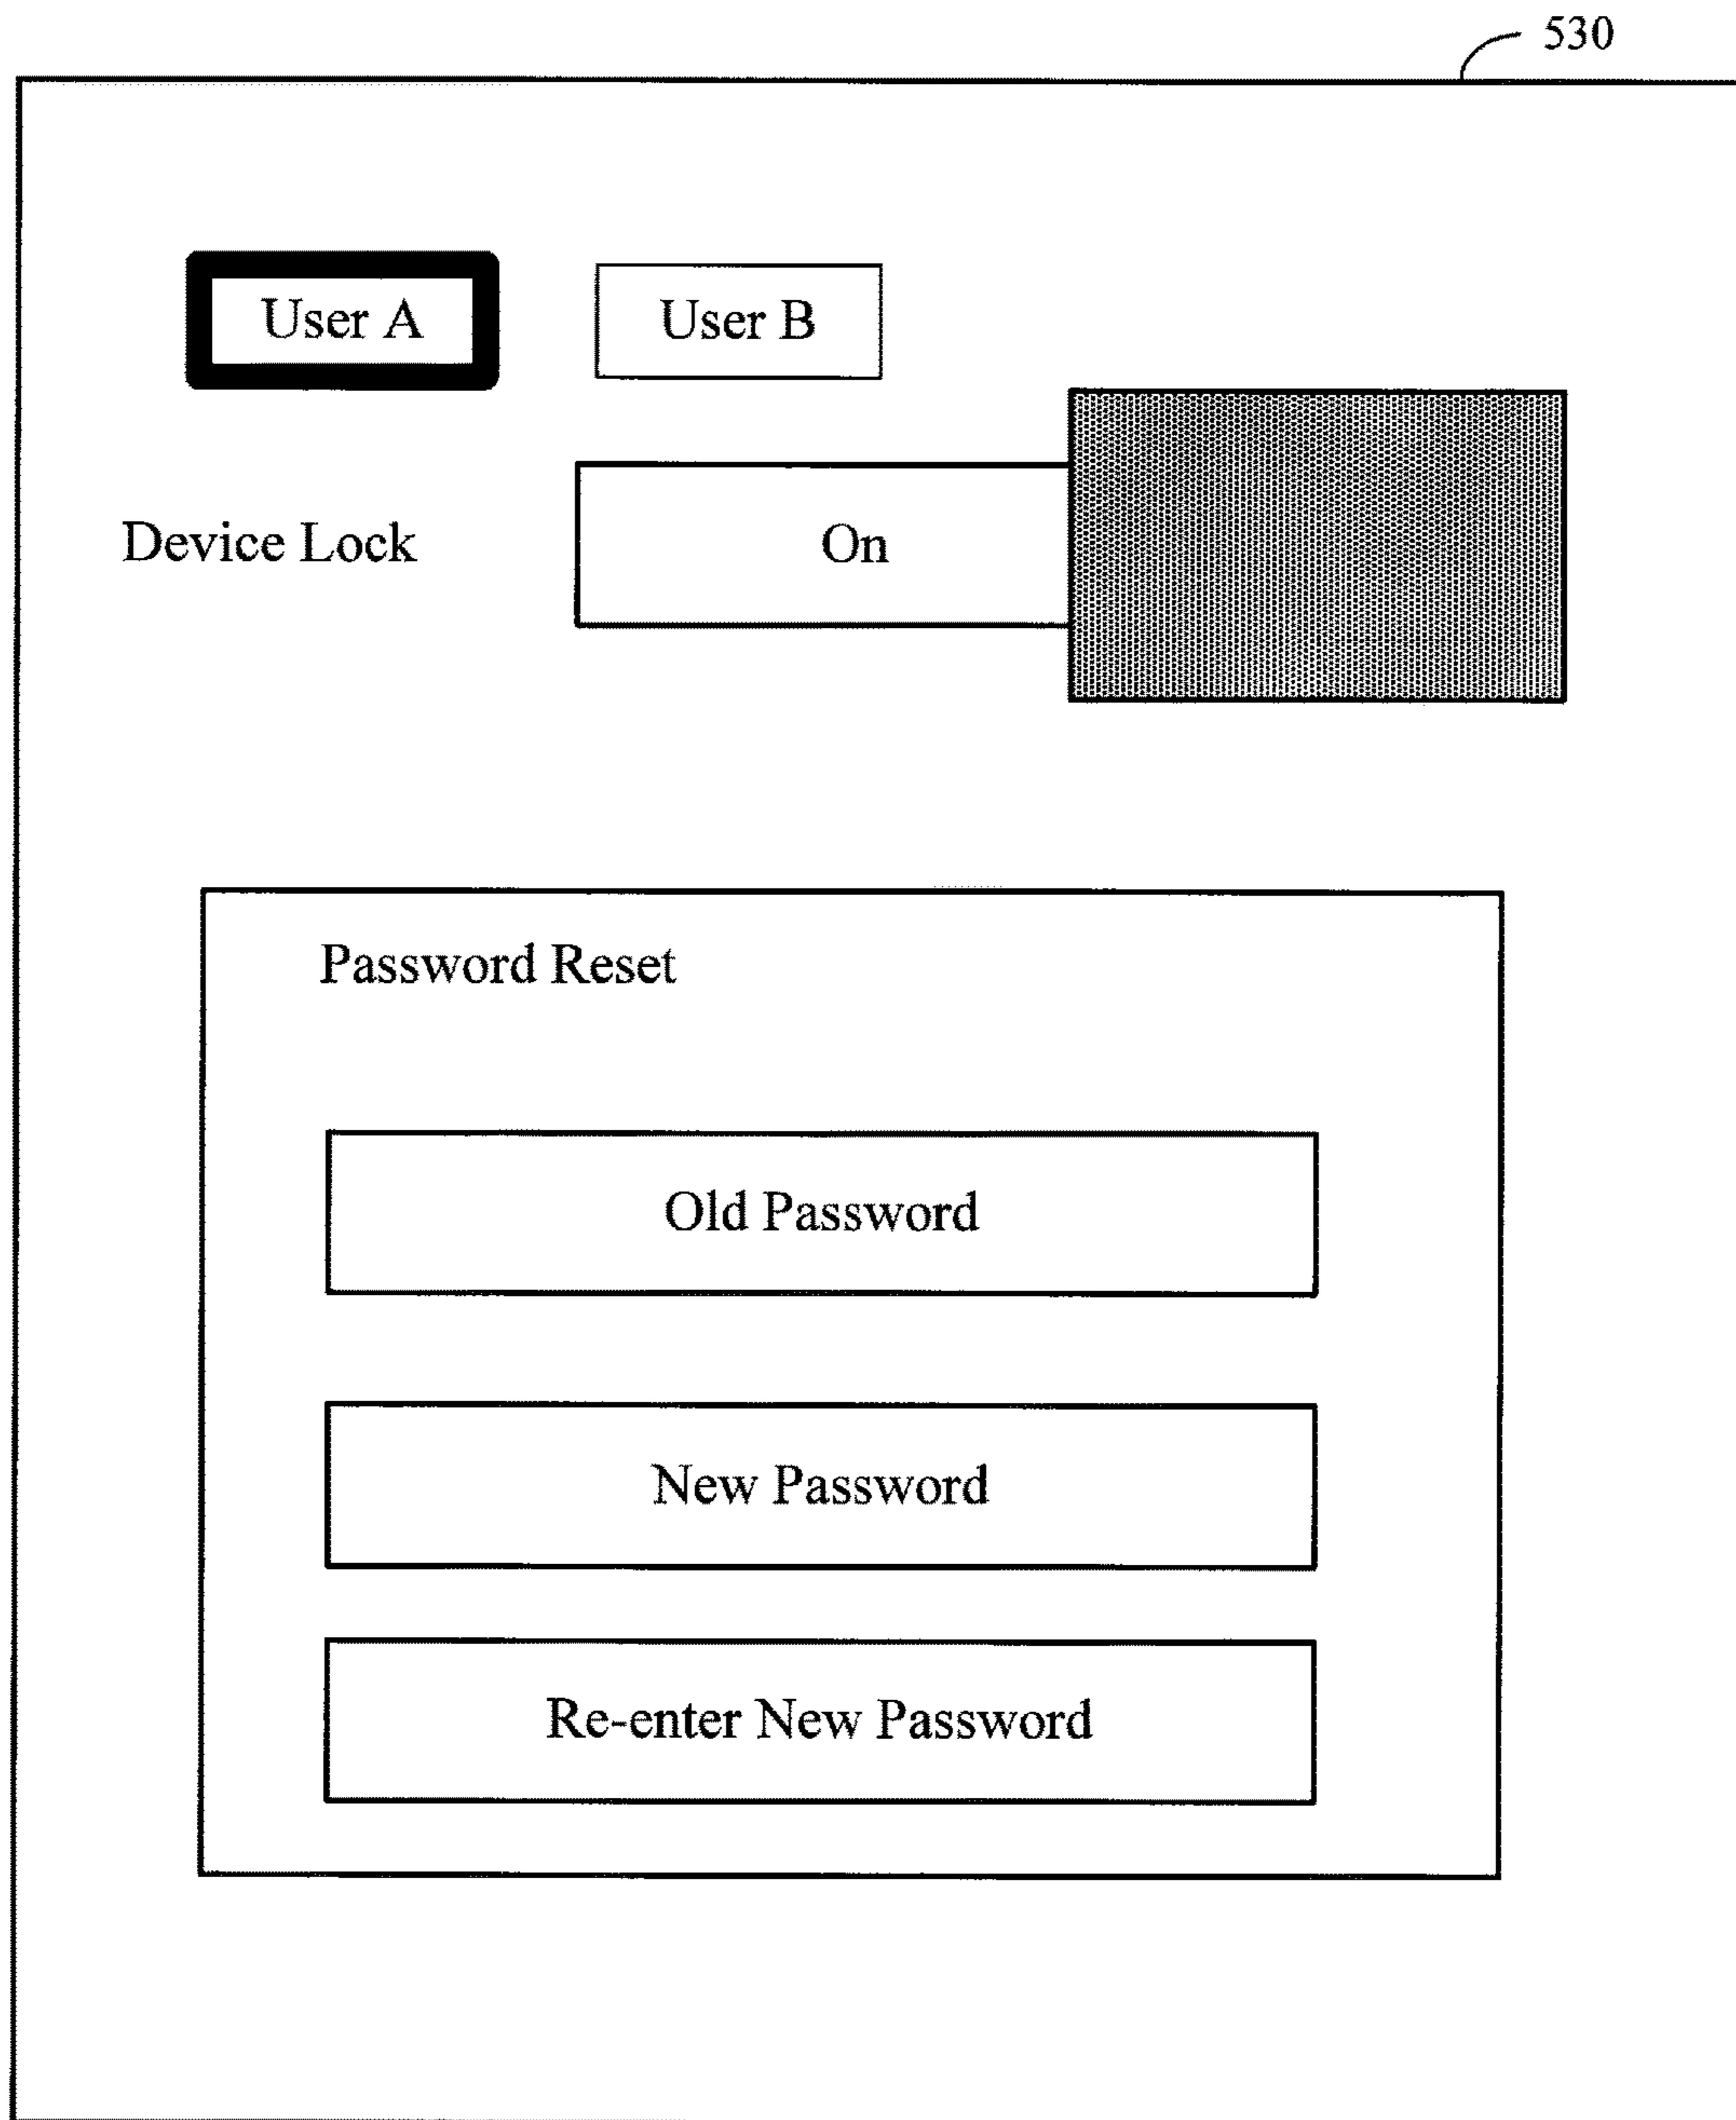 530
User A
User B
Device Lock
On
Password Reset
Old Password
New Password
Re-enter New Password